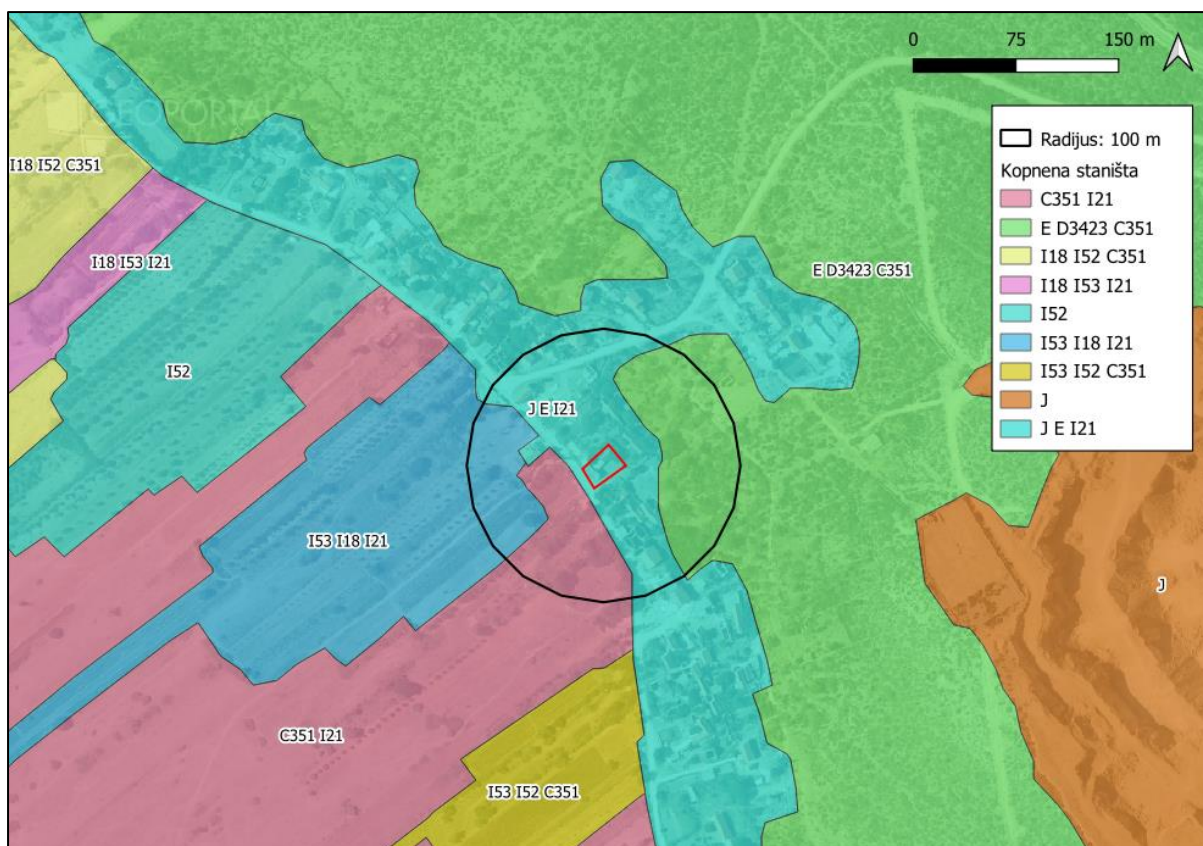 0 75 150 m
GEOPORTAL
Radijus: 100 m
Kopnena staništa
C351 I21
E D3423 C351
I18 I52 C351
I18 I53 I21
I52
I53 I18 I21
I53 I52 C351
J
J E I21
I18 I52 C351
I18 I53 I21
E D3423 C351
I52
J E I21
I53 I18 I21
J
C351 I21
I53 I52 C351